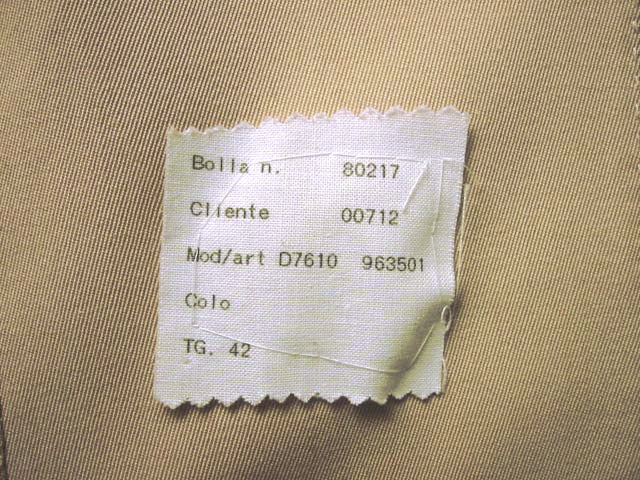 Bolla n. 80217
Cliente 00712
Mod/art D7610 963501
Colo
TG. 42